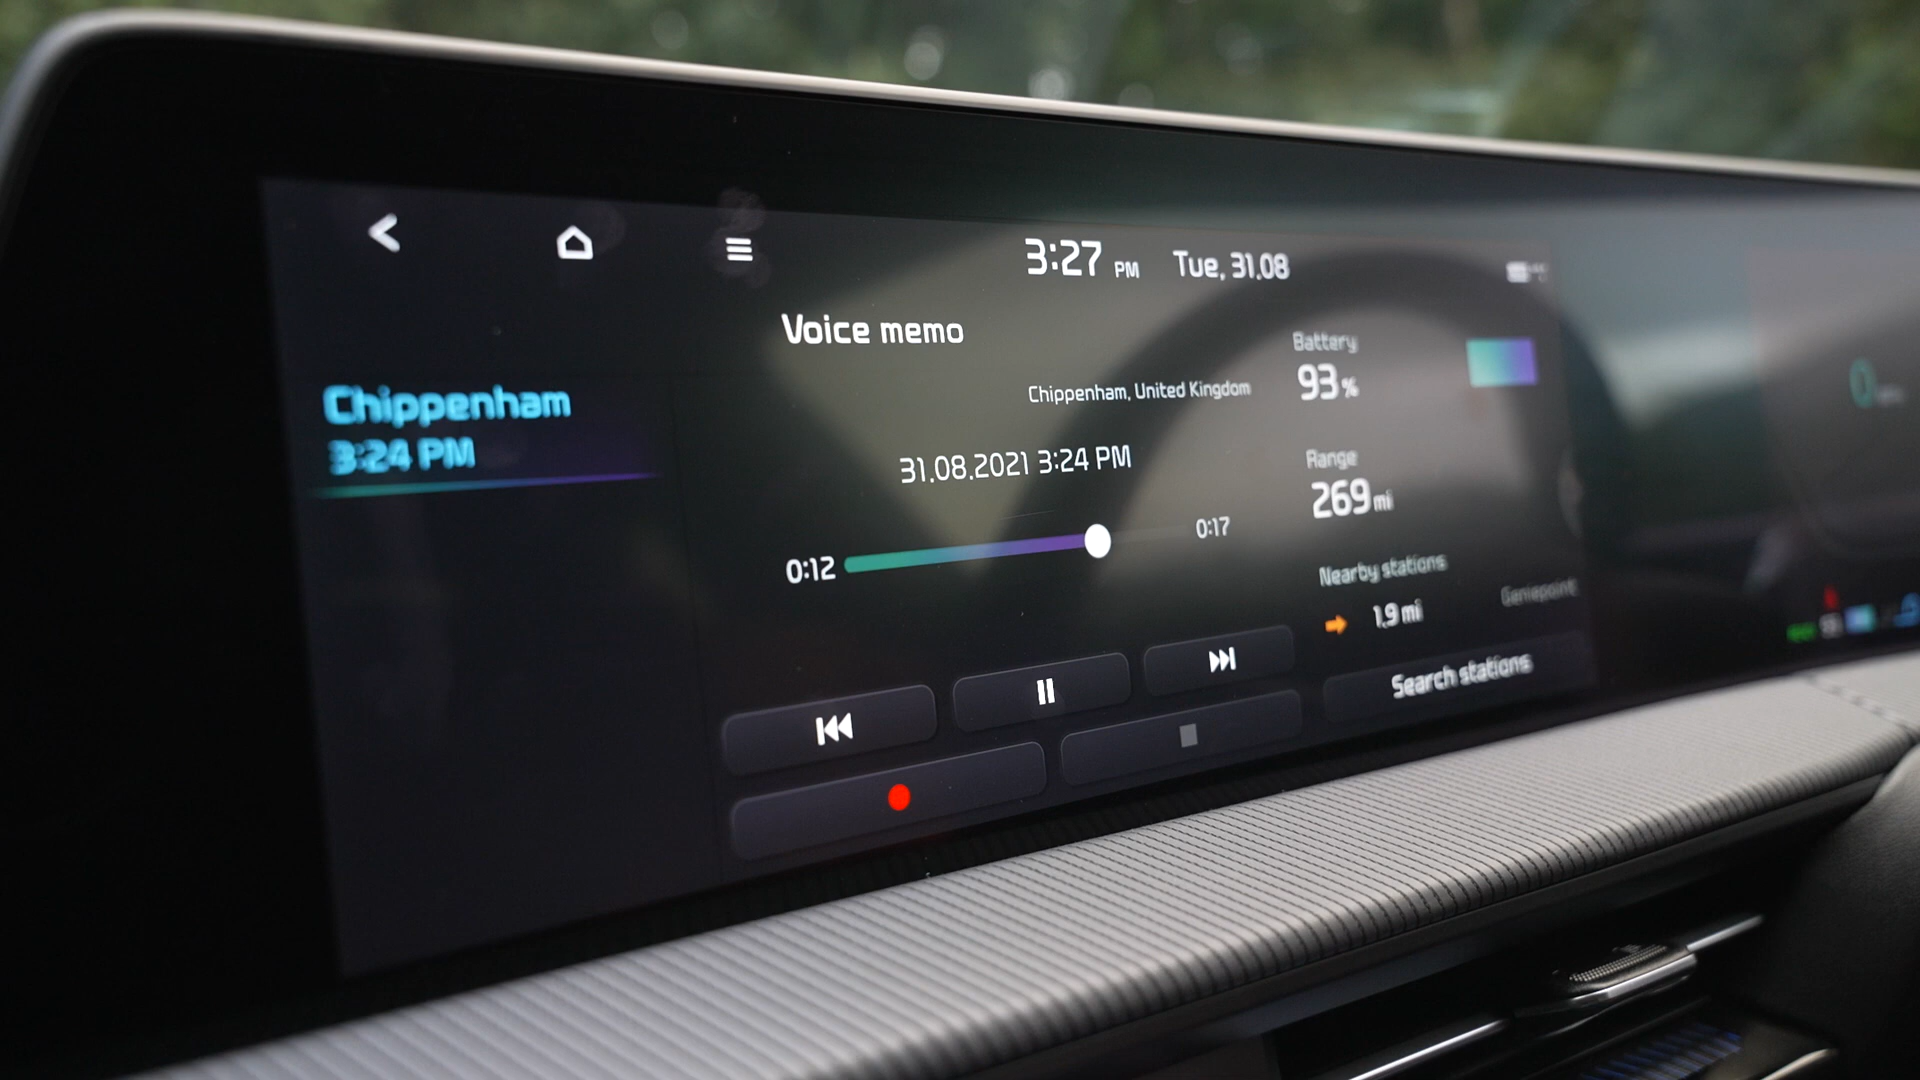 3:27 PM Tue, 31.08
Voice memo
Chippenham
3:24 PM
Chippenham, United Kingdom
31.08.2021 3:24 PM
0:12
0:17
Battery
93%
Range
269 mi
Nearby stations
1.9 mi
Geniepoint
Search stations
0